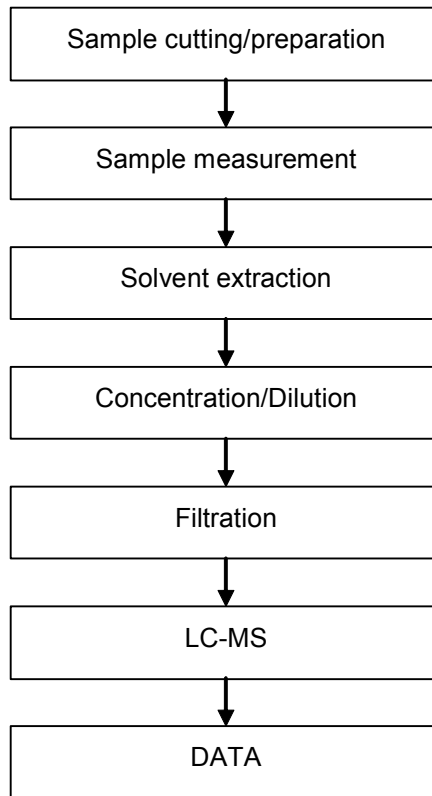 Sample cutting/preparation
Sample measurement
Solvent extraction
Concentration/Dilution
Filtration
LC-MS
DATA